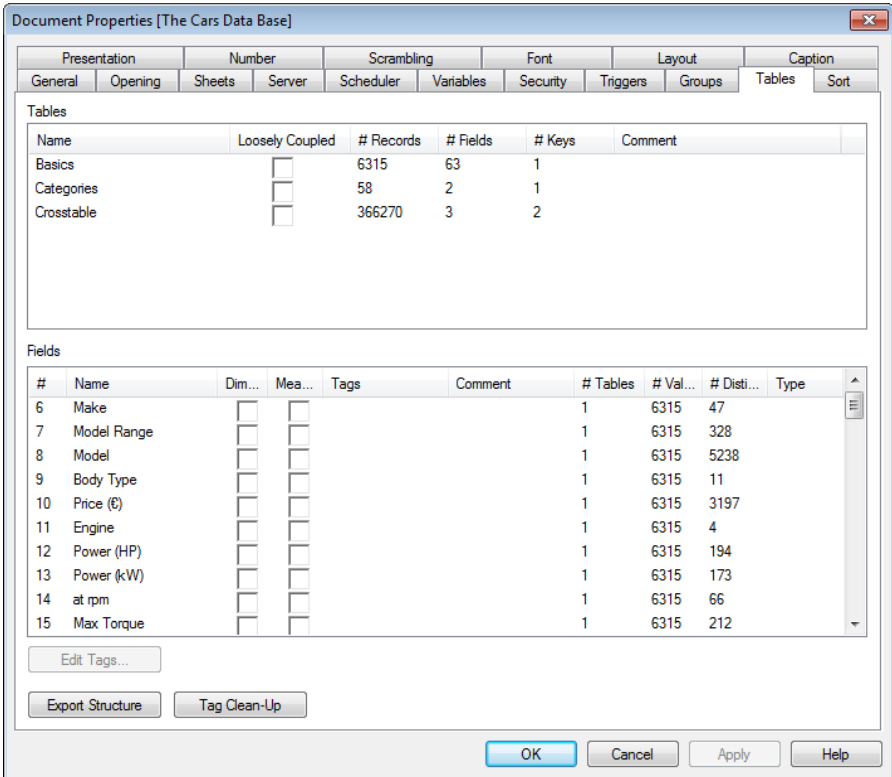 Document Properties [The Cars Data Base]
Presentation Number Scrambling Font Layout Caption
General Opening Sheets Server Scheduler Variables Security Triggers Groups Tables Sort
Tables
Name Loosely Coupled # Records # Fields # Keys Comment
Basics 6315 63 1
Categories 58 2 1
Crosstable 366270 3 2
Fields
# Name Dim... Mea... Tags Comment # Tables # Val... # Disti... Type
6 Make 1 6315 47
7 Model Range 1 6315 328
8 Model 1 6315 5238
9 Body Type 1 6315 11
10 Price (€) 1 6315 3197
11 Engine 1 6315 4
12 Power (HP) 1 6315 194
13 Power (kW) 1 6315 173
14 at rpm 1 6315 66
15 Max Torque 1 6315 212
Edit Tags...
Export Structure Tag Clean-Up
OK Cancel Apply Help